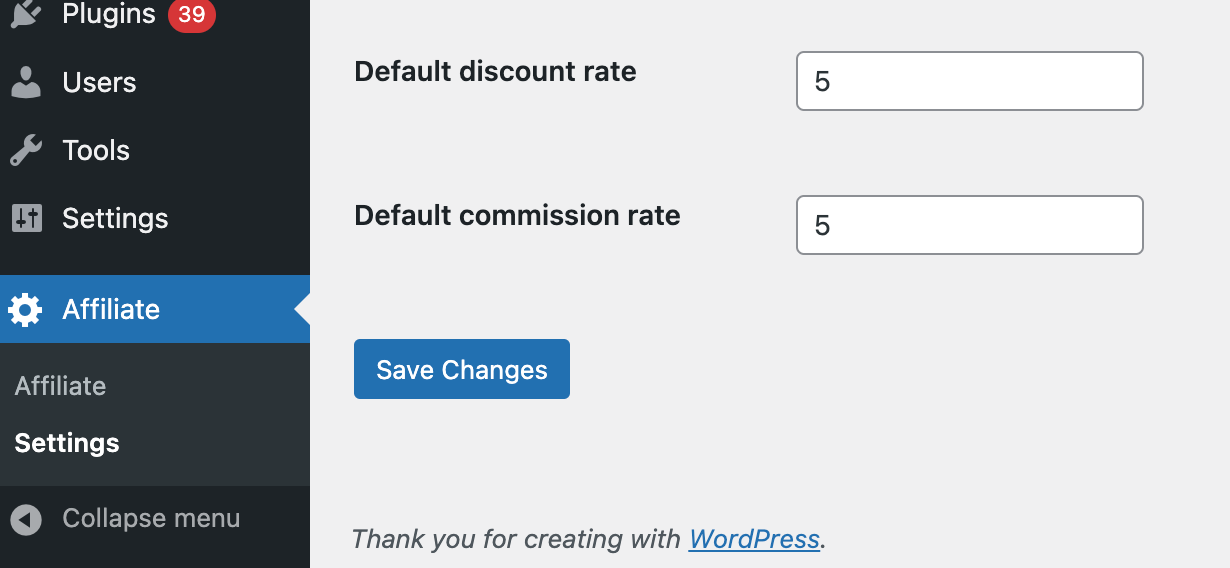 Plugins 39
Users
Tools
Settings
Affiliate
Affiliate
Settings
Collapse menu
Default discount rate 5
Default commission rate 5
Save Changes
Thank you for creating with WordPress.